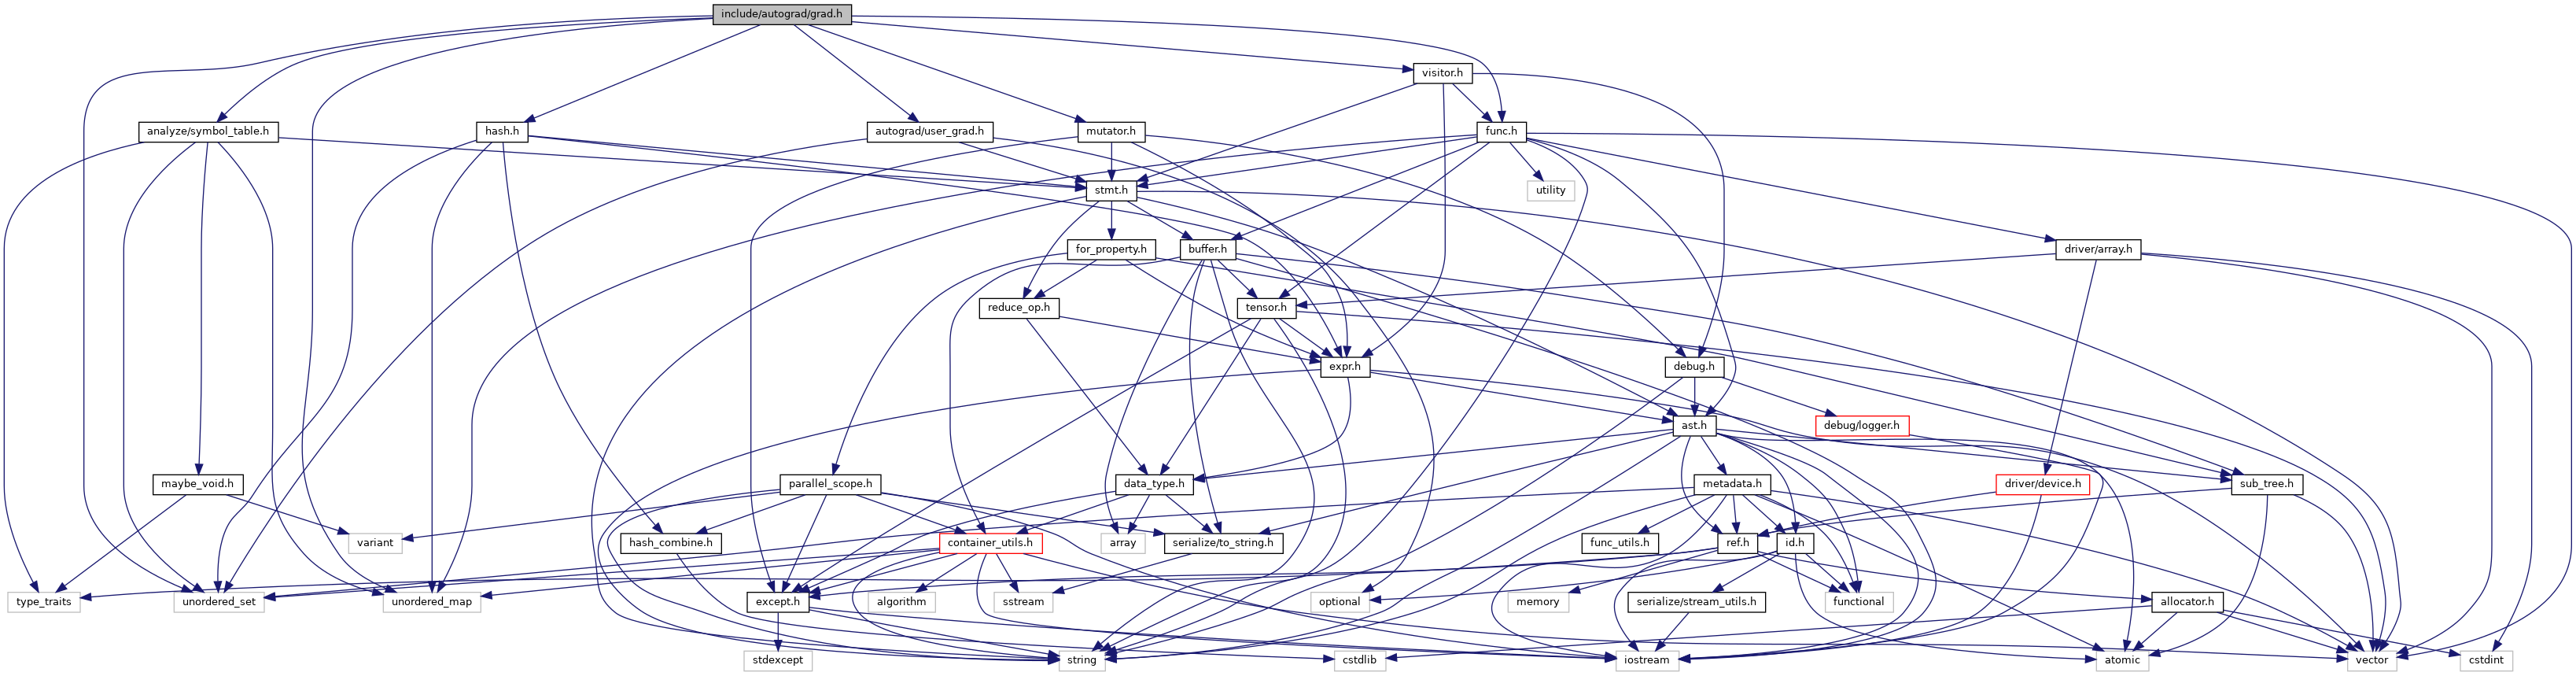 include/autograd/grad.h
visitor.h
analyze/symbol_table.h
hash.h
autograd/user_grad.h
mutator.h
func.h
stmt.h
utility
for_property.h
buffer.h
driver/array.h
reduce_op.h
tensor.h
expr.h
debug.h
ast.h
debug/logger.h
maybe_void.h
parallel_scope.h
data_type.h
metadata.h
driver/device.h
sub_tree.h
variant
hash_combine.h
container_utils.h
array
serialize/to_string.h
func_utils.h
ref.h
id.h
type_traits
unordered_set
unordered_map
except.h
algorithm
sstream
optional
memory
serialize/stream_utils.h
functional
allocator.h
stdexcept
string
cstdlib
iostream
atomic
vector
cstdint